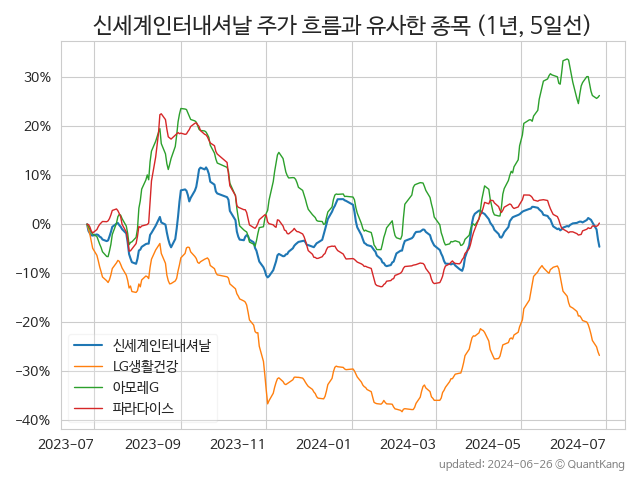 신세계인터내셔날 주가 흐름과 유사한 종목 (1년, 5일선)
30%
20%
10%
0%
−10%
−20%
−30%
−40%
신세계인터내셔날
LG생활건강
아모레G
파라다이스
2023-07 2023-09 2023-11 2024-01 2024-03 2024-05 2024-07
updated: 2024-06-26 © QuantKang